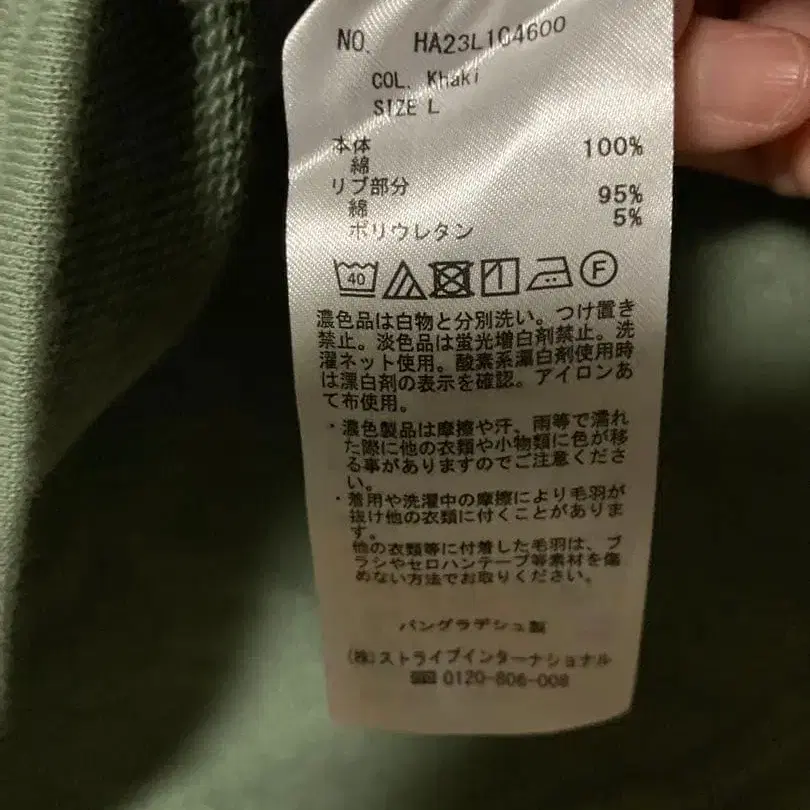 NO. HA23L1C4600
COL. Khaki
SIZE L
本体
綿 100%
リブ部分
綿 95%
ポリウレタン 5%
40 F
濃色品は白物と分別洗い。つけ置き
禁止。淡色品は蛍光増白剤禁止。洗
濯ネット使用。酸素系漂白剤使用時
は漂白剤の表示を確認。アイロンあ
て布使用。
・濃色製品は摩擦や汗、雨等で濡れ
た際に他の衣類や小物類に色が移
る事がありますのでご注意くださ
い。
・着用や洗濯中の摩擦により毛羽が
抜け他の衣類に付くことがありま
す。
他の衣類等に付着した毛羽は、ブ
ラシやセロハンテープ等素材を傷
めない方法でお取りください。
バングラデシュ製
(株)ストライプインターナショナル
0120-806-008